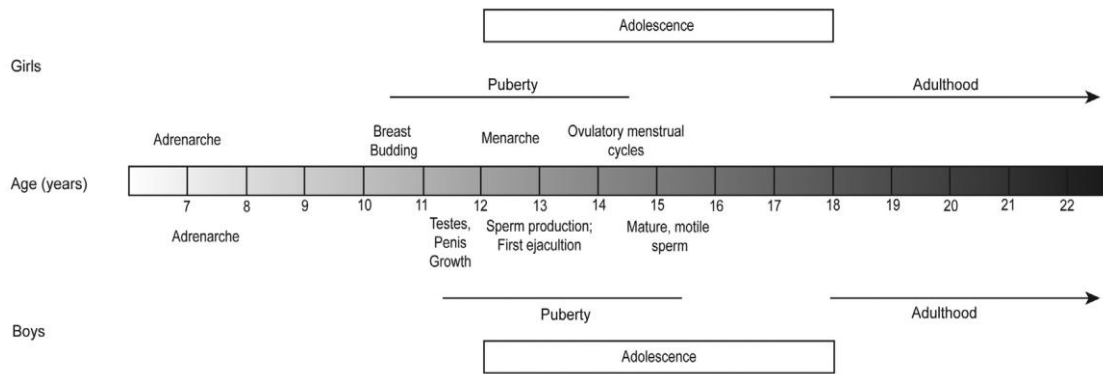 Adolescence
Girls
Puberty
Adulthood
Adrenarche
Breast
Budding
Menarche
Ovulatory menstrual
cycles
Age (years)
7 8 9 10 11 12 13 14 15 16 17 18 19 20 21 22
Adrenarche
Testes,
Penis
Growth
Sperm production;
First ejacultion
Mature, motile
sperm
Puberty
Adulthood
Boys
Adolescence